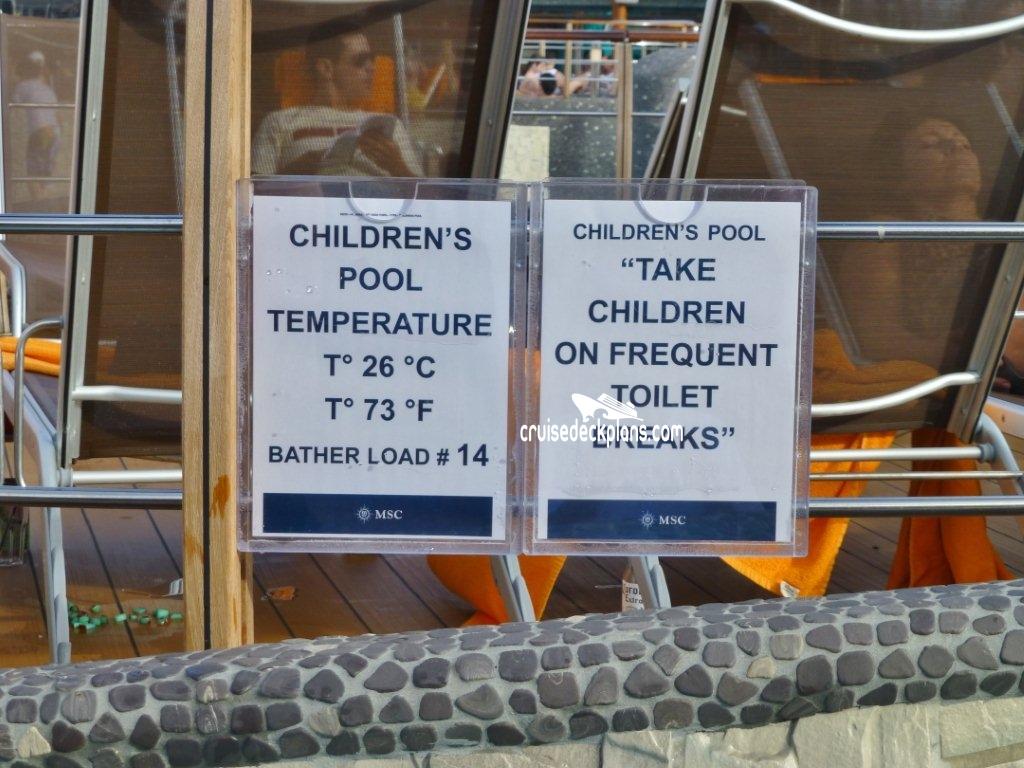 CHILDREN'S
POOL
TEMPERATURE
T° 26 °C
T° 73 °F
BATHER LOAD # 14
MSC
CHILDREN'S POOL
"TAKE
CHILDREN
ON FREQUENT
TOILET
BREAKS"
cruisedeckplans.com
MSC